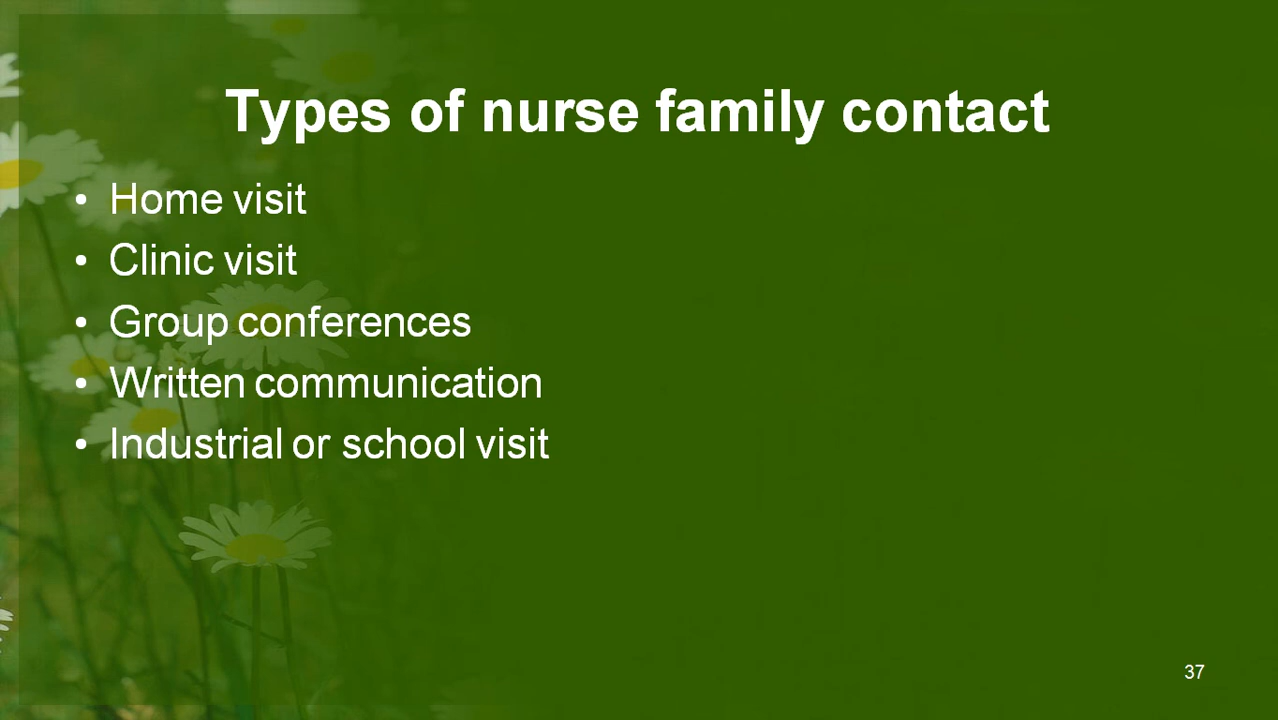 Types of nurse family contact
• Home visit
• Clinic visit
• Group conferences
• Written communication
• Industrial or school visit
37